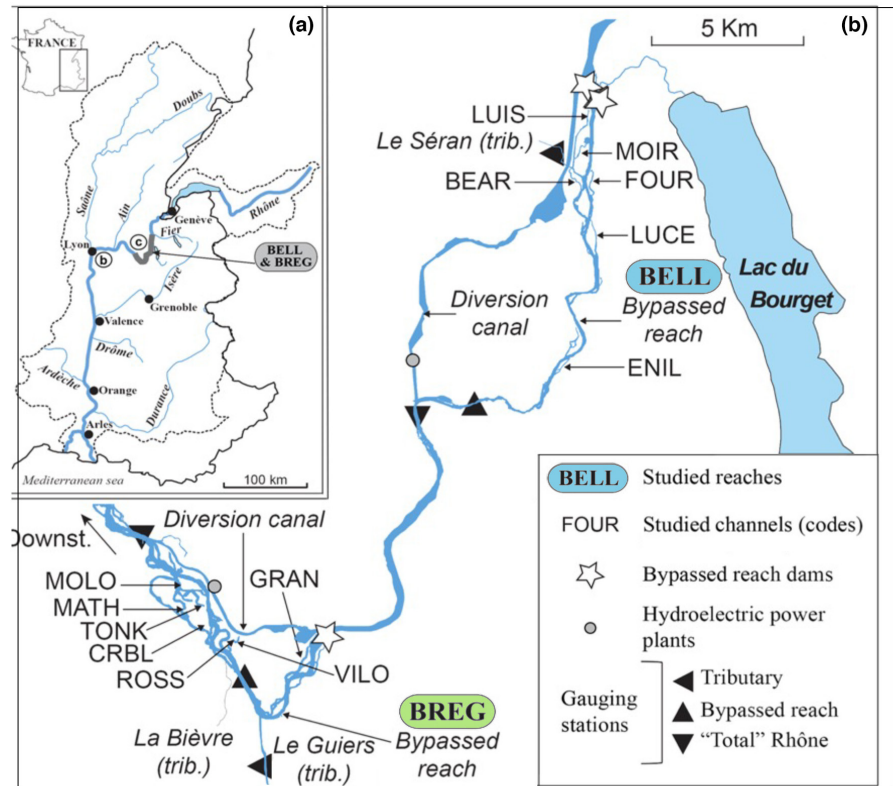 (a)
FRANCE
Doubs
Saône
Ain
Rhône
Genève
Fier
Lyon
b
c
BELL
& BREG
Isère
Grenoble
Valence
Drôme
Ardèche
Orange
Durance
Arles
Mediterranean sea
100 km
(b)
5 Km
LUIS
Le Séran (trib.)
MOIR
BEAR
FOUR
LUCE
BELL
Bypassed
reach
Lac du
Bourget
Diversion
canal
ENIL
Downst.
Diversion canal
MOLO
GRAN
MATH
TONK
CRBL
ROSS
VILO
BREG
Bypassed
reach
La Bièvre
(trib.)
Le Guiers
(trib.)
BELL
Studied reaches
FOUR
Studied channels (codes)
Bypassed reach dams
Hydroelectric power
plants
Gauging
stations
Tributary
Bypassed reach
“Total” Rhône